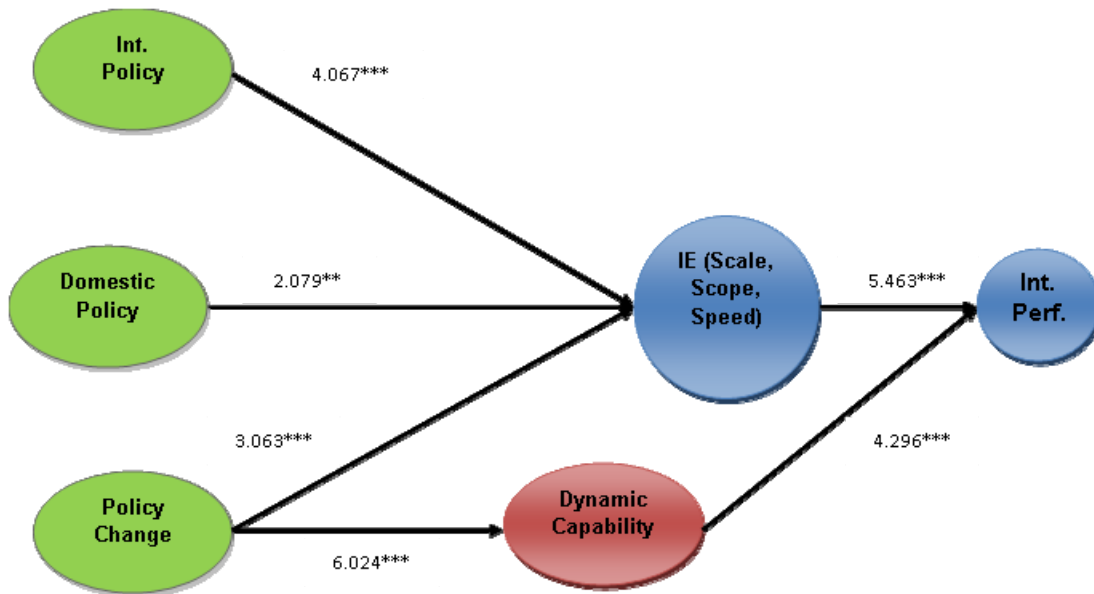 Int.
Policy
4.067***
Domestic
Policy
2.079**
IE (Scale,
Scope,
Speed)
5.463***
Int.
Perf.
3.063***
4.296***
Policy
Change
Dynamic
Capability
6.024***